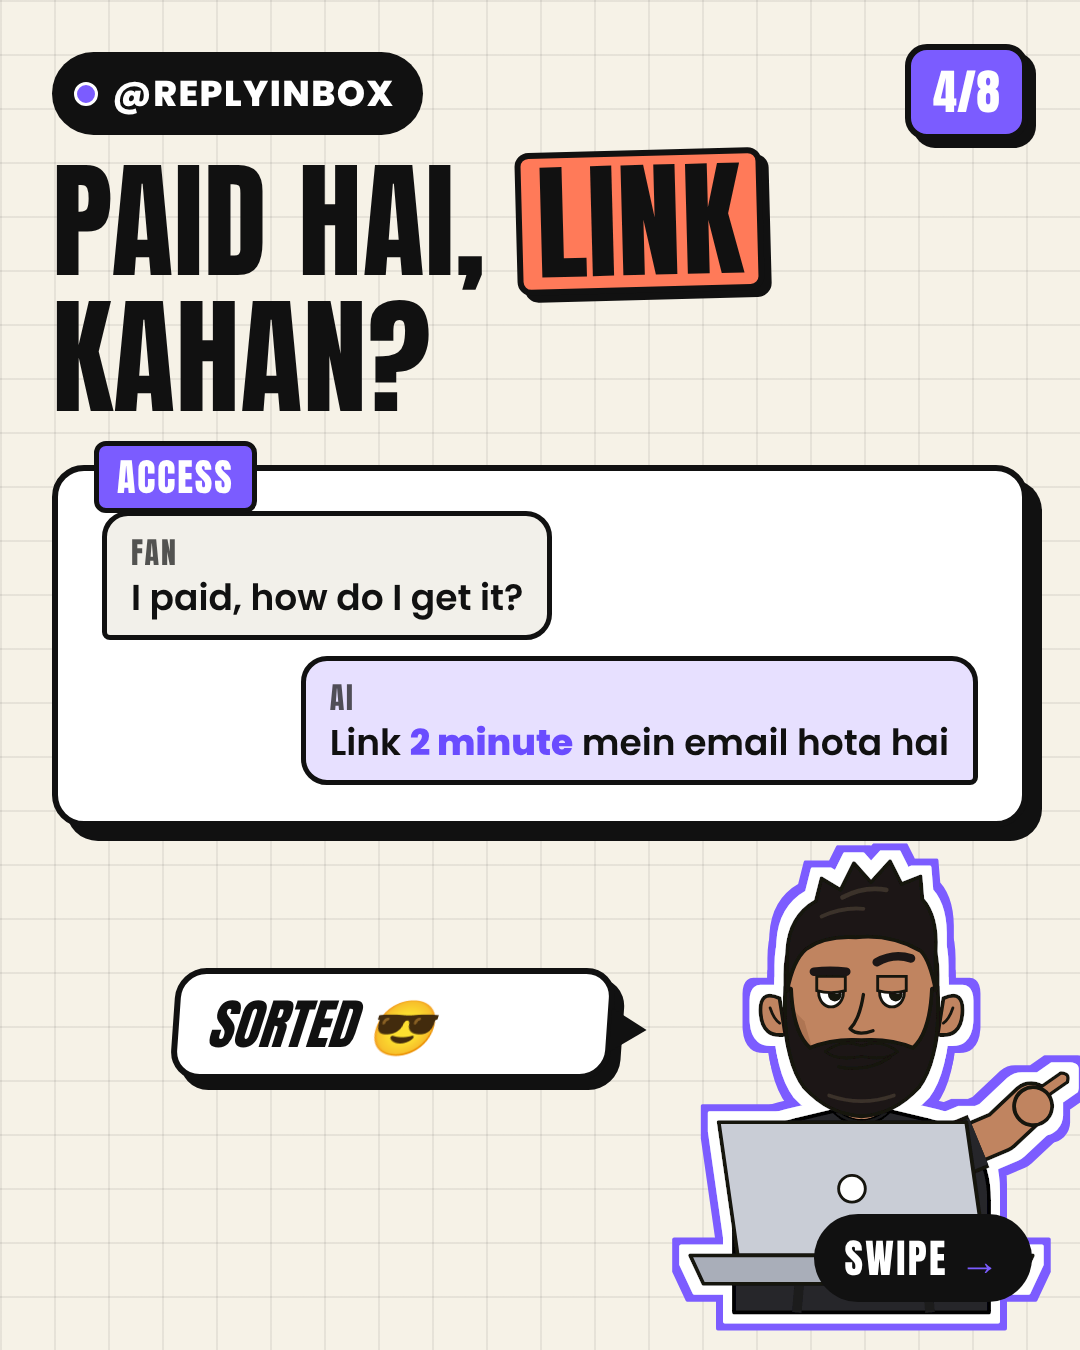 @REPLYINBOX
4/8
PAID HAI, LINK
KAHAN?
ACCESS
FAN
I paid, how do I get it?
AI
Link 2 minute mein email hota hai
SORTED 😎
SWIPE →